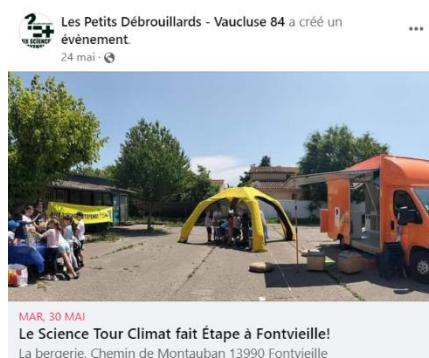 Les Petits Débrouillards - Vaucluse 84 a créé un
évènement.
24 mai
MAR, 30 MAI
Le Science Tour Climat fait Étape à Fontvieille!
La bergerie, Chemin de Montauban 13990 Fontvieille